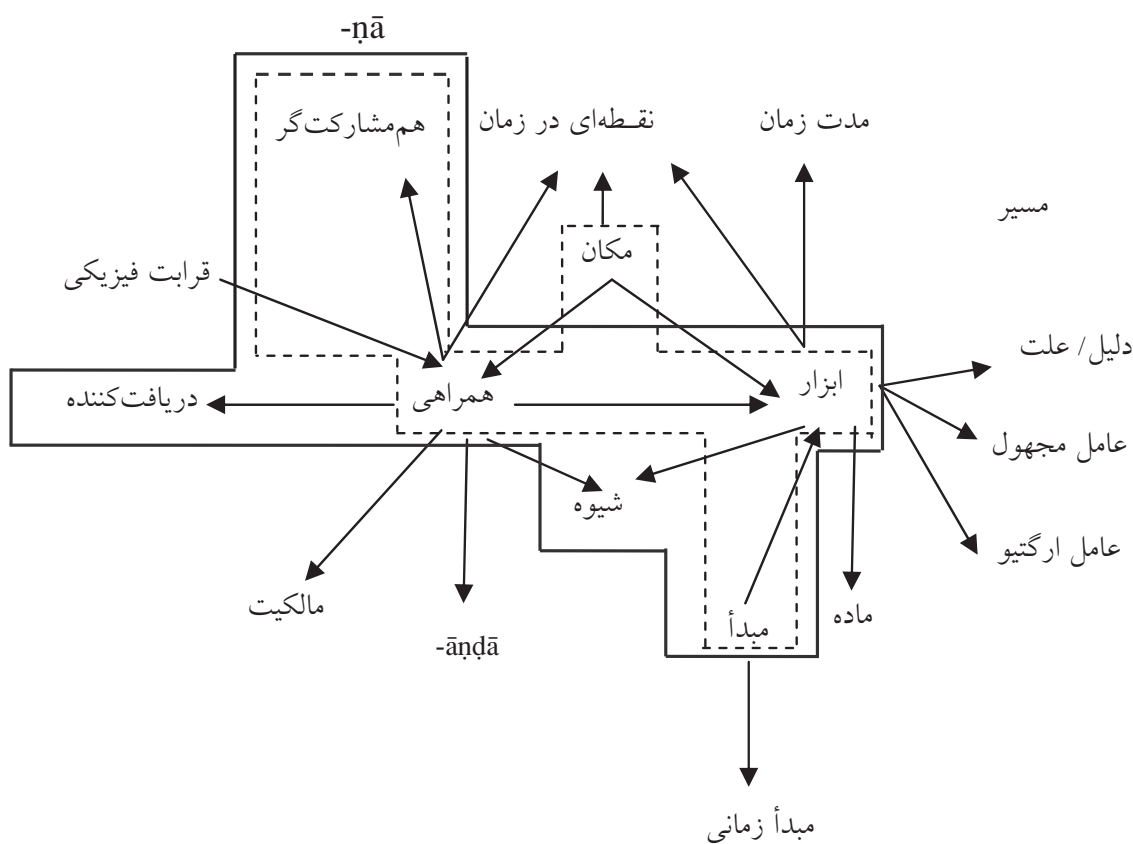 -ṇā
هم‌مشارکت‌گر
نقطه‌ای در زمان
مدت زمان
مسیر
مکان
قرابت فیزیکی
دلیل/ علت
ابزار
همراهی
دریافت‌کننده
عامل مجهول
شیوه
عامل ارگتیو
مالکیت
ماده
مبدأ
-āṇḍā
مبدأ زمانی